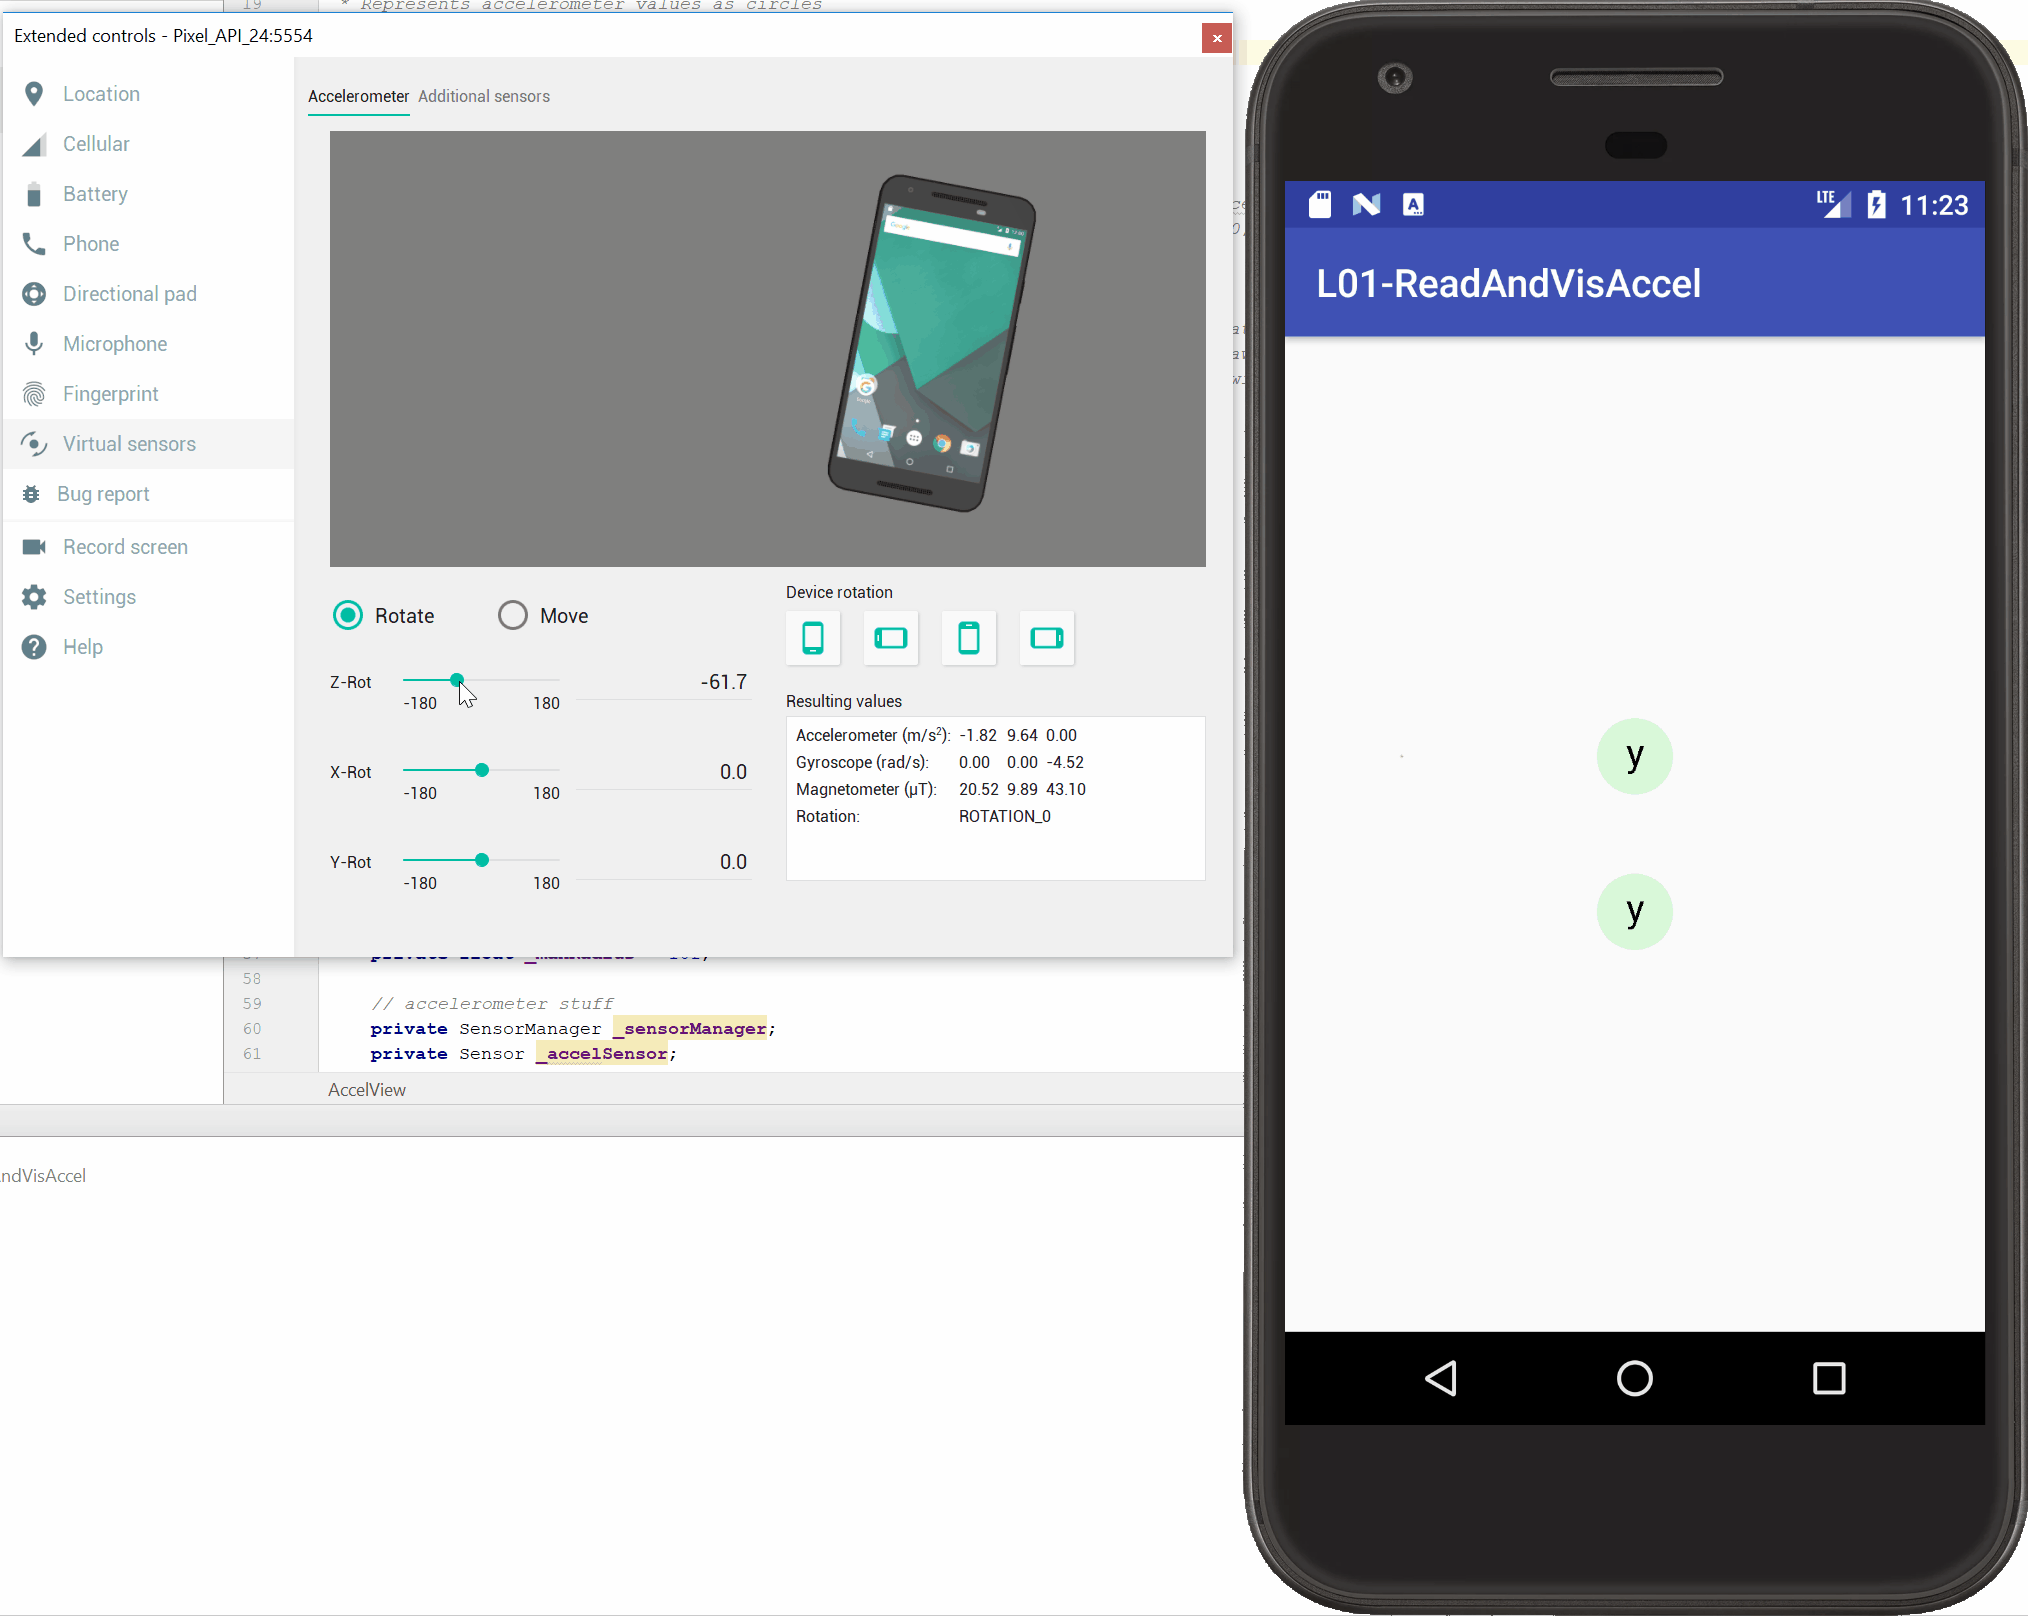 19 * Represents accelerometer values as circles
Extended controls - Pixel_API_24:5554
Location
Cellular
Battery
Phone
Directional pad
Microphone
Fingerprint
Virtual sensors
Bug report
Record screen
Settings
Help
Accelerometer Additional sensors
Rotate Move
Z-Rot -61.7
-180 180
X-Rot 0.0
-180 180
Y-Rot 0.0
-180 180
Device rotation
Resulting values
Accelerometer (m/s²): -1.82 9.64 0.00
Gyroscope (rad/s): 0.00 0.00 -4.52
Magnetometer (μT): 20.52 9.89 43.10
Rotation: ROTATION_0
58
59 // accelerometer stuff
60 private SensorManager _sensorManager;
61 private Sensor _accelSensor;
AccelView
ndVisAccel
LTE 11:23
L01-ReadAndVisAccel
y
y